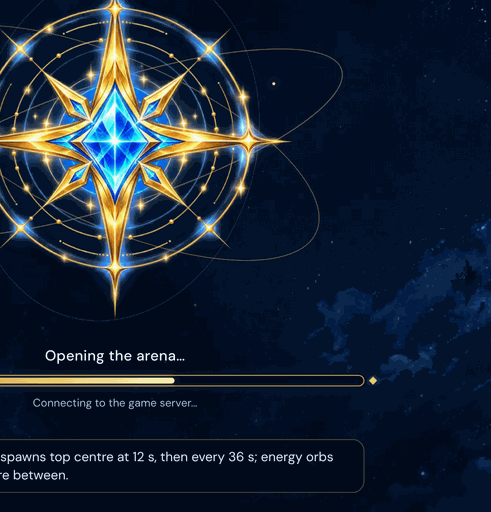 Opening the arena...
Connecting to the game server...
spawns top centre at 12 s, then every 36 s; energy orbs
re between.